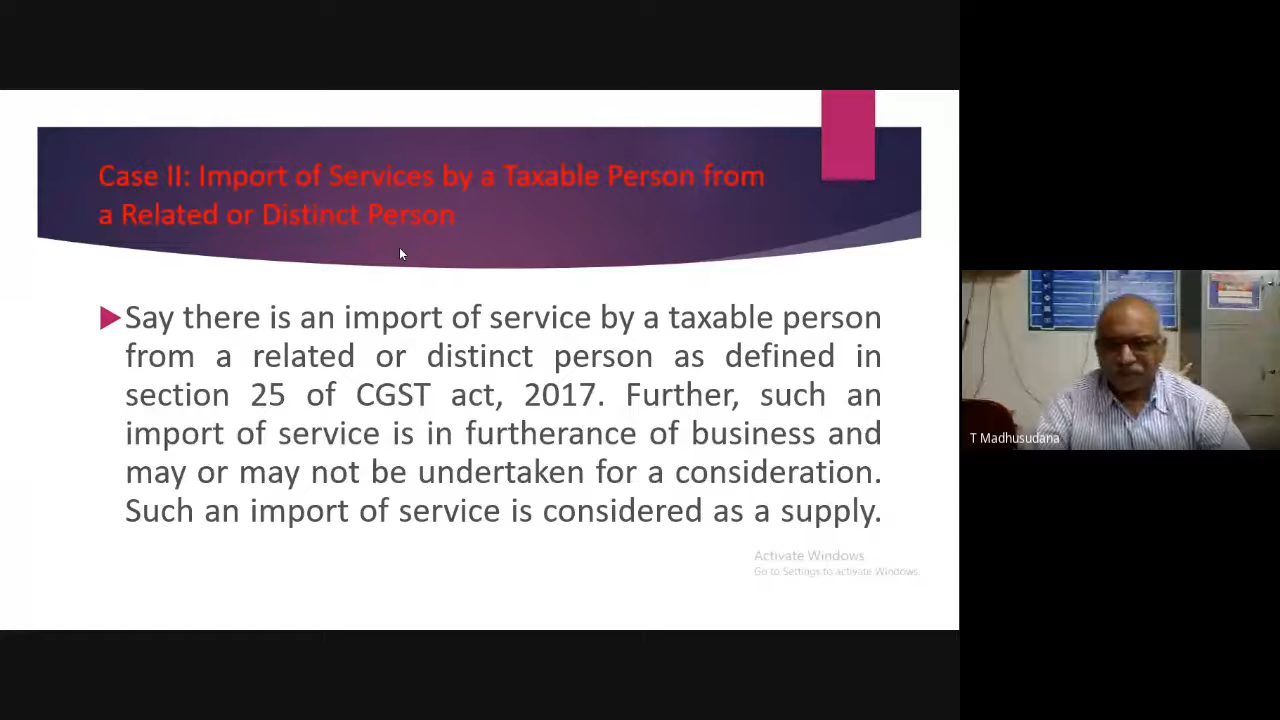 Case II: Import of Services by a Taxable Person from
a Related or Distinct Person
Say there is an import of service by a taxable person
from a related or distinct person as defined in
section 25 of CGST act, 2017. Further, such an
import of service is in furtherance of business and
may or may not be undertaken for a consideration.
Such an import of service is considered as a supply.
Activate Windows
Go to Settings to activate Windows.
T Madhusudana